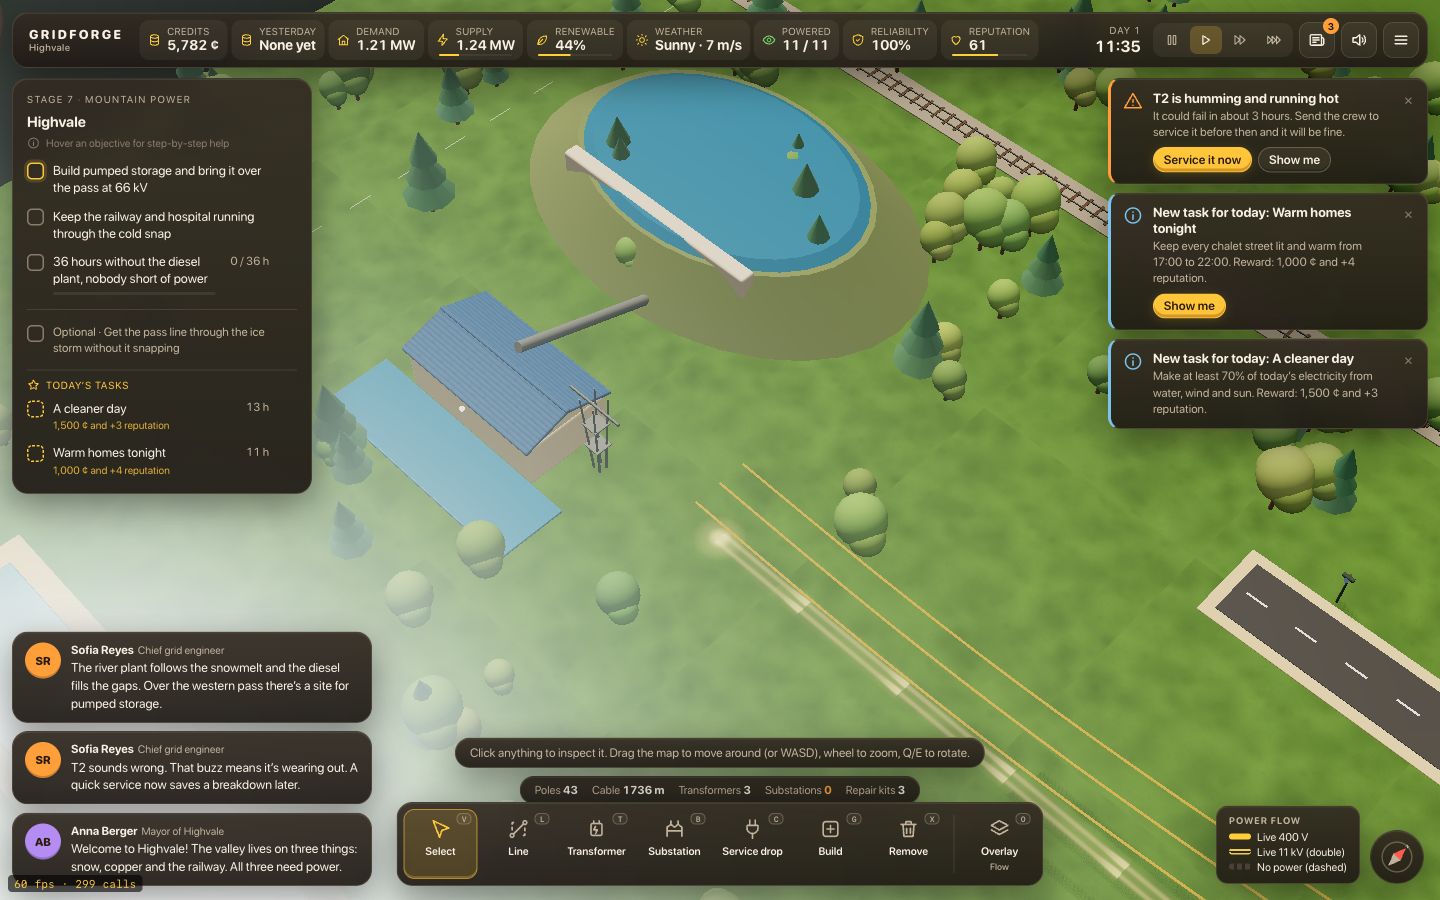 GRIDFORGE
Highvale
CREDITS
5,782 ¢
YESTERDAY
None yet
DEMAND
1.21 MW
SUPPLY
1.24 MW
RENEWABLE
44%
WEATHER
Sunny · 7 m/s
POWERED
11 / 11
RELIABILITY
100%
REPUTATION
61
DAY 1
11:35
3
STAGE 7 · MOUNTAIN POWER
Highvale
Hover an objective for step-by-step help
Build pumped storage and bring it over
the pass at 66 kV
Keep the railway and hospital running
through the cold snap
36 hours without the diesel
plant, nobody short of power
0 / 36 h
Optional · Get the pass line through the ice
storm without it snapping
TODAY'S TASKS
A cleaner day
13 h
1,500 ¢ and +3 reputation
Warm homes tonight
11 h
1,000 ¢ and +4 reputation
T2 is humming and running hot
It could fail in about 3 hours. Send the crew to
service it before then and it will be fine.
Service it now
Show me
New task for today: Warm homes
tonight
Keep every chalet street lit and warm from
17:00 to 22:00. Reward: 1,000 ¢ and +4
reputation.
Show me
New task for today: A cleaner day
Make at least 70% of today's electricity from
water, wind and sun. Reward: 1,500 ¢ and +3
reputation.
SR
Sofia Reyes Chief grid engineer
The river plant follows the snowmelt and the diesel
fills the gaps. Over the western pass there's a site for
pumped storage.
SR
Sofia Reyes Chief grid engineer
T2 sounds wrong. That buzz means it's wearing out. A
quick service now saves a breakdown later.
AB
Anna Berger Mayor of Highvale
Welcome to Highvale! The valley lives on three things:
snow, copper and the railway. All three need power.
60 fps · 299 calls
Click anything to inspect it. Drag the map to move around (or WASD), wheel to zoom, Q/E to rotate.
Poles 43 Cable 1 736 m Transformers 3 Substations 0 Repair kits 3
V
Select
L
Line
T
Transformer
B
Substation
C
Service drop
G
Build
X
Remove
O
Overlay
Flow
POWER FLOW
Live 400 V
Live 11 kV (double)
No power (dashed)